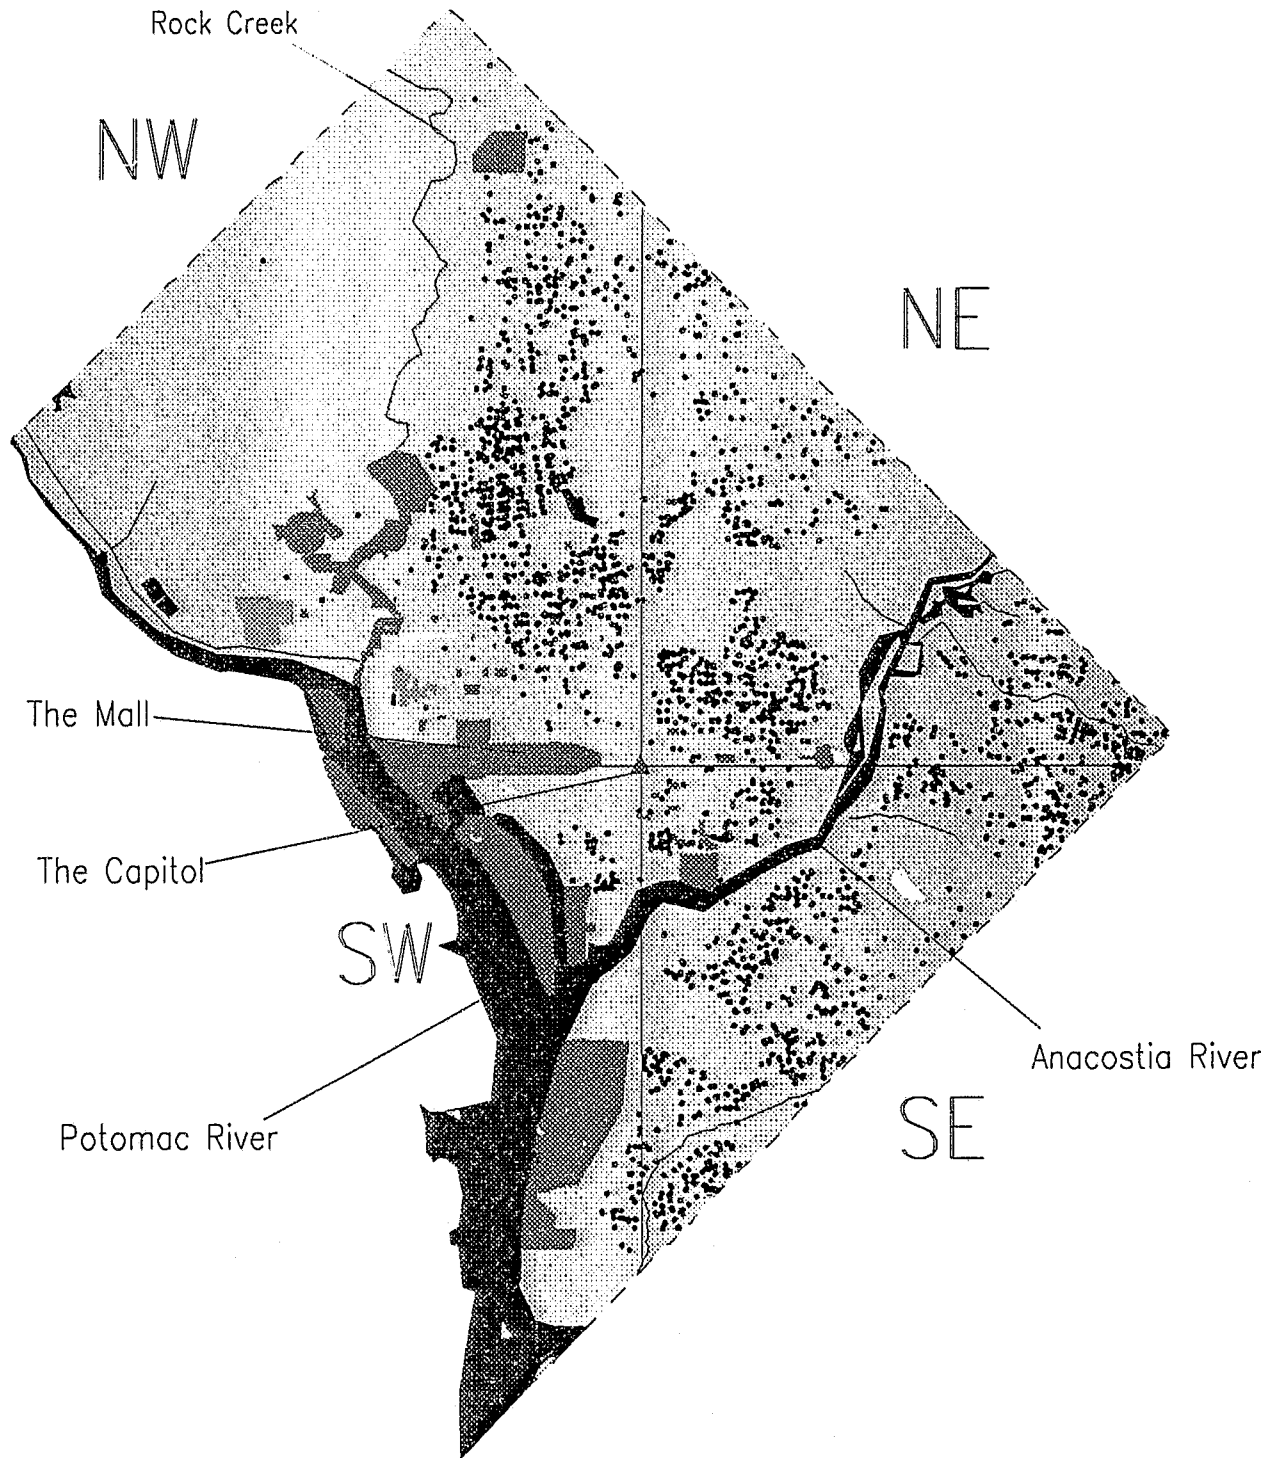 Rock Creek
NW
NE
The Mall
The Capitol
SW
Anacostia River
Potomac River
SE